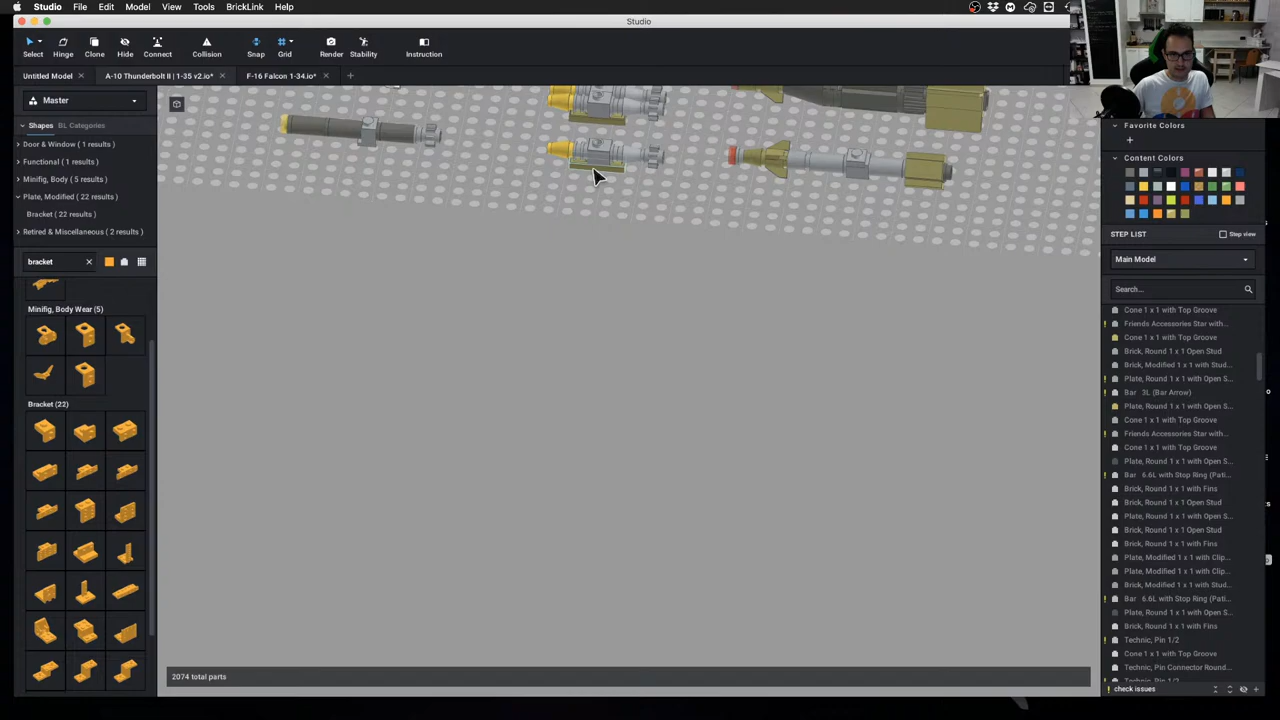 Studio File Edit Model View Tools BrickLink Window Help
Studio
Select Hinge Clone Hide Connect Collision Snap Grid Render Stability Instruction
Untitled Model A-10 Thunderbolt II | 1-35 v2.io* F-16 Falcon 1-34.io*
Master
Shapes BL Categories
Door & Window ( 1 results )
Functional ( 1 results )
Minifig, Body ( 5 results )
Plate, Modified ( 22 results )
Bracket ( 22 results )
Retired & Miscellaneous ( 2 results )
bracket
Minifig, Body Wear (5)
Bracket (22)
2074 total parts
Favorite Colors
Content Colors
STEP LIST Step view
Main Model
Search...
Cone 1 x 1 with Top Groove
Friends Accessories Star with...
Cone 1 x 1 with Top Groove
Brick, Round 1 x 1 Open Stud
Brick, Modified 1 x 1 with Stud...
Plate, Round 1 x 1 with Open S...
Bar 3L (Bar Arrow)
Plate, Round 1 x 1 with Open S...
Cone 1 x 1 with Top Groove
Friends Accessories Star with...
Cone 1 x 1 with Top Groove
Plate, Round 1 x 1 with Open S...
Bar 6.6L with Stop Ring (Pati...
Brick, Round 1 x 1 with Fins
Brick, Round 1 x 1 Open Stud
Plate, Round 1 x 1 with Open S...
Brick, Round 1 x 1 Open Stud
Brick, Round 1 x 1 with Fins
Plate, Modified 1 x 1 with Clip...
Plate, Modified 1 x 1 with Clip...
Brick, Modified 1 x 1 with Stud...
Bar 6.6L with Stop Ring (Pati...
Plate, Round 1 x 1 with Open S...
Brick, Round 1 x 1 with Fins
Technic, Pin 1/2
Cone 1 x 1 with Top Groove
Technic, Pin Connector Round...
Technic, Pin 1/2
check issues